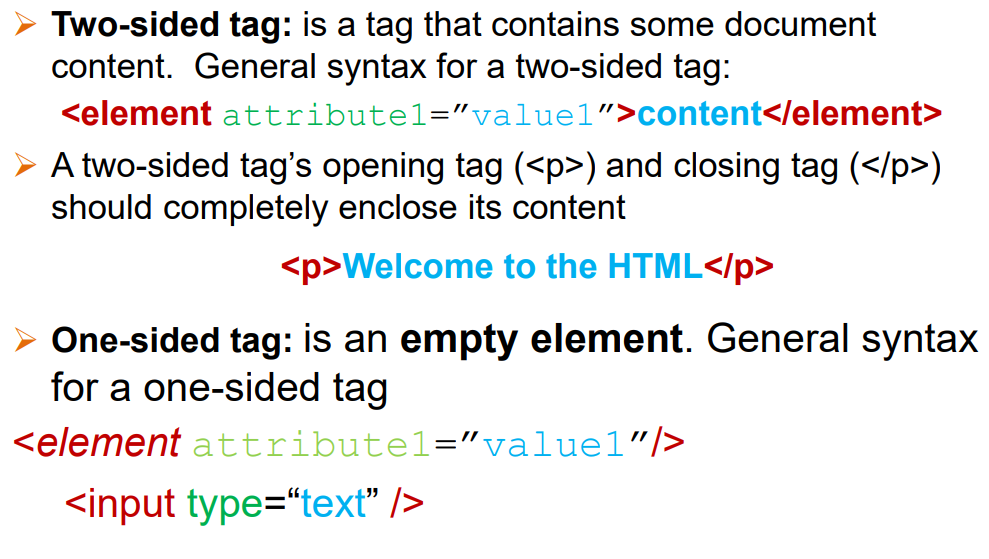 ➢ Two-sided tag: is a tag that contains some document
content. General syntax for a two-sided tag:
<element attribute1=”value1”>content</element>
➢ A two-sided tag’s opening tag (<p>) and closing tag (</p>)
should completely enclose its content
<p>Welcome to the HTML</p>
➢ One-sided tag: is an empty element. General syntax
for a one-sided tag
<element attribute1=”value1”/>
<input type=“text” />